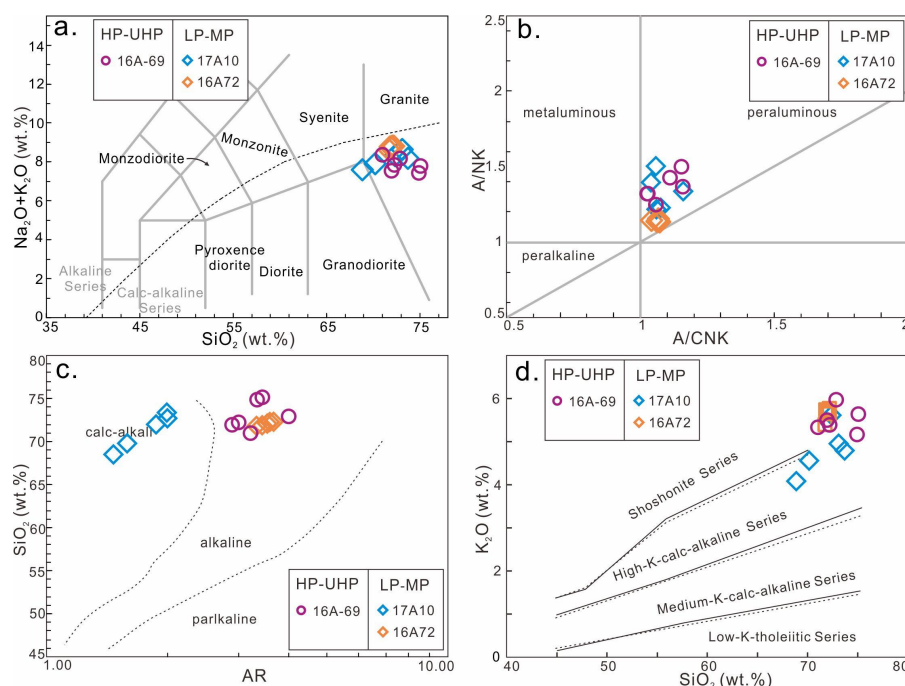 a.
HP-UHP LP-MP
16A-69 17A10
16A72
Granite
Syenite
Monzonite
Monzodiorite
Pyroxence
diorite
Diorite
Granodiorite
Alkaline
Series
Calc-alkaline
Series
Na₂O+K₂O (wt.%)
15
12
10
8
6
4
2
0
35 45 55 65 75
SiO₂ (wt.%)
b.
HP-UHP LP-MP
16A-69 17A10
16A72
metaluminous
peraluminous
peralkaline
A/NK
2.5
2
1.5
1
0.5
0.5 1 1.5 2
A/CNK
c.
calc-alkali
alkaline
parlkaline
HP-UHP LP-MP
16A-69 17A10
16A72
SiO₂ (wt.%)
80
75
70
65
60
55
50
45
1.00 10.00
AR
d.
HP-UHP LP-MP
16A-69 17A10
16A72
Shoshonite Series
High-K-calc-alkaline Series
Medium-K-calc-alkaline Series
Low-K-tholeiitic Series
K₂O (wt.%)
6
4
2
0
40 50 60 70 80
SiO₂ (wt.%)